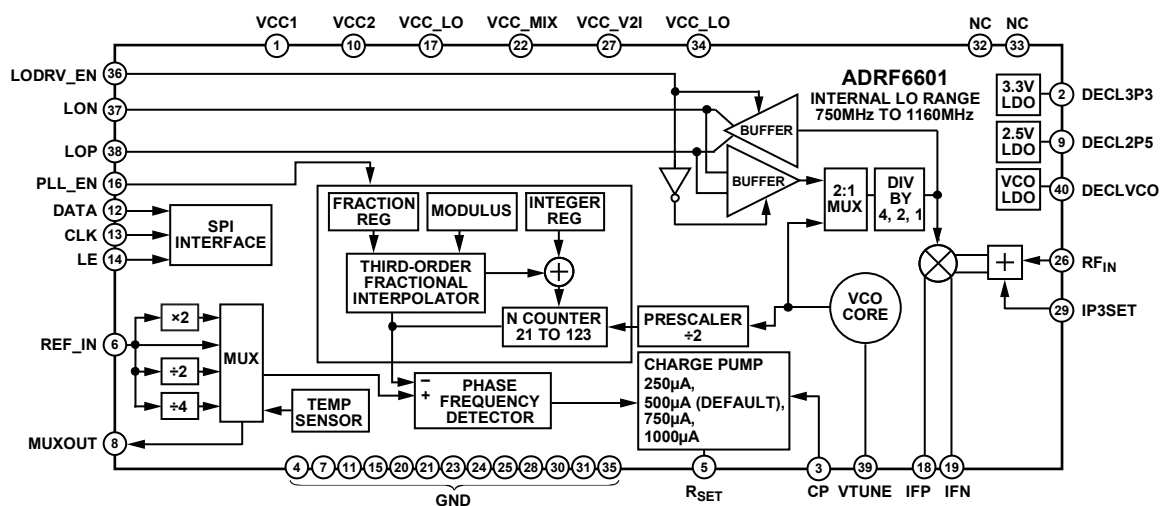 VCC1 VCC2 VCC_LO VCC_MIX VCC_V2I VCC_LO NC NC
1 10 17 22 27 34 32 33
LODRV_EN 36
LON 37
LOP 38
PLL_EN 16
DATA 12
CLK 13
LE 14
SPI
INTERFACE
REF_IN 6
×2
÷2
÷4
MUX
TEMP
SENSOR
MUXOUT 8
FRACTION
REG
MODULUS
INTEGER
REG
THIRD-ORDER
FRACTIONAL
INTERPOLATOR
+
N COUNTER
21 TO 123
PRESCALER
÷2
−
+
PHASE
FREQUENCY
DETECTOR
CHARGE PUMP
250µA,
500µA (DEFAULT),
750µA,
1000µA
BUFFER
BUFFER
2:1
MUX
DIV
BY
4, 2, 1
VCO
CORE
ADRF6601
INTERNAL LO RANGE
750MHz TO 1160MHz
3.3V
LDO
2 DECL3P3
2.5V
LDO
9 DECL2P5
VCO
LDO
40 DECLVCO
+
26 RFIN
29 IP3SET
4 7 11 15 20 21 23 24 25 28 30 31 35
GND
5
RSET
3
CP
39
VTUNE
18
IFP
19
IFN